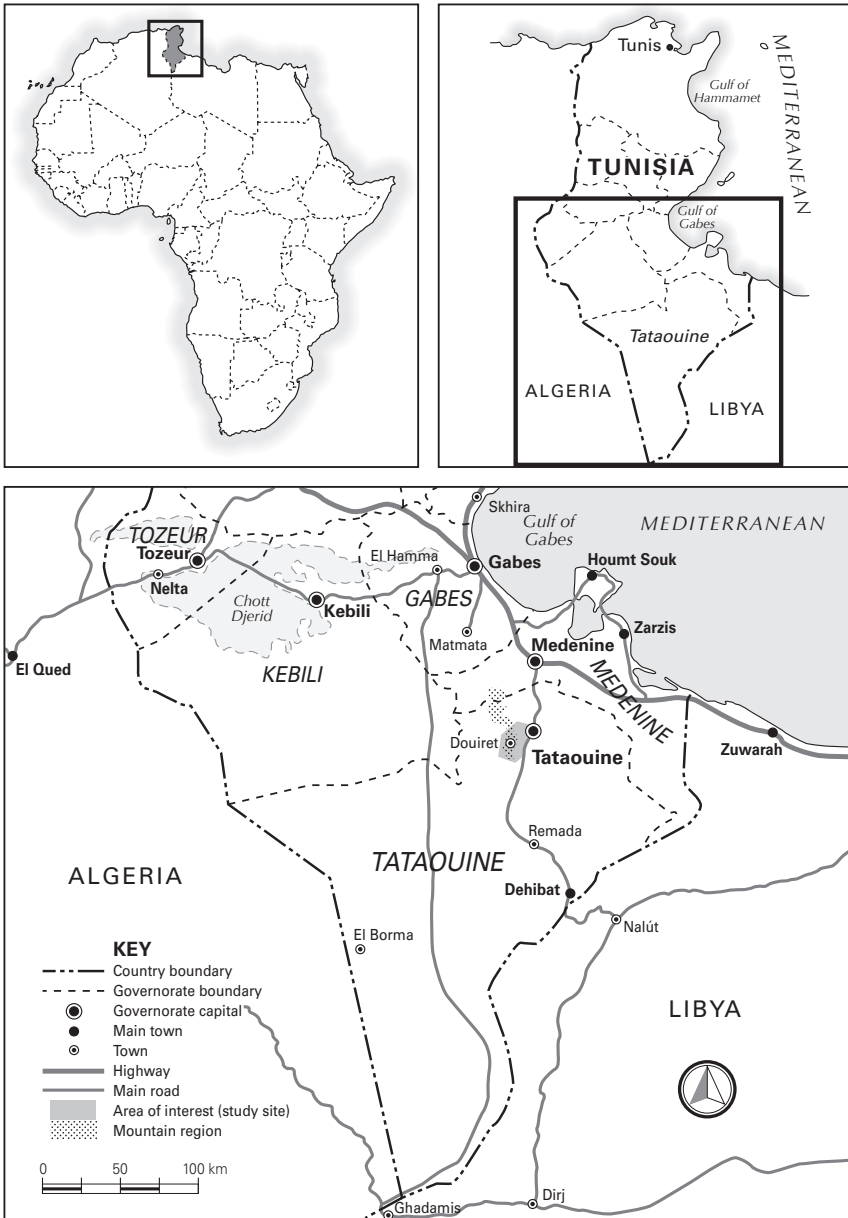 Tunis
Gulf of
Hammamet
MEDITERRANEAN
TUNISIA
Gulf of
Gabes
Tataouine
ALGERIA
LIBYA
Skhira
Gulf of
Gabes
MEDITERRANEAN
TOZEUR
Tozeur
El Hamma
Gabes
Houmt Souk
Nelta
Chott
Djerid
Kebili
GABES
Zarzis
Matmata
Medenine
El Qued
KEBILI
MEDENINE
Douiret
Tataouine
Zuwarah
Remada
TATAOUINE
ALGERIA
Dehibat
Nalút
El Borma
KEY
Country boundary
Governorate boundary
Governorate capital
Main town
Town
Highway
Main road
Area of interest (study site)
Mountain region
LIBYA
0 50 100 km
Ghadamis
Dirj